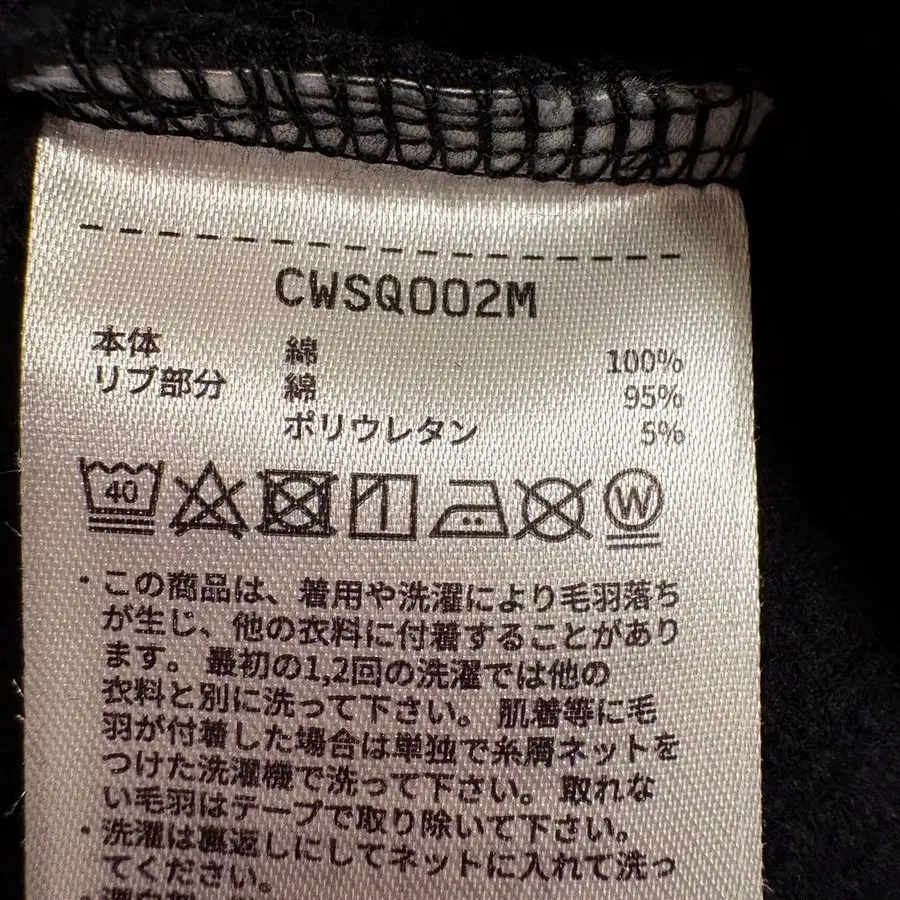 CWSQ002M
本体 綿 100%
リブ部分 綿 95%
ポリウレタン 5%
40 W
・この商品は、着用や洗濯により毛羽落ち
が生じ、他の衣料に付着することがあり
ます。最初の1,2回の洗濯では他の
衣料と別に洗って下さい。肌着等に毛
羽が付着した場合は単独で糸屑ネットを
つけた洗濯機で洗って下さい。取れな
い毛羽はテープで取り除いて下さい。
・洗濯は裏返しにしてネットに入れて洗っ
てください。